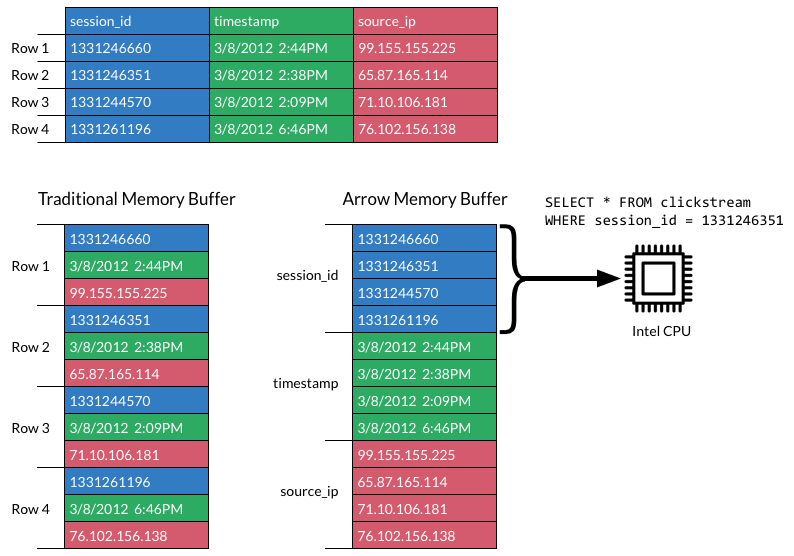 session_id timestamp source_ip
Row 1 1331246660 3/8/2012 2:44PM 99.155.155.225
Row 2 1331246351 3/8/2012 2:38PM 65.87.165.114
Row 3 1331244570 3/8/2012 2:09PM 71.10.106.181
Row 4 1331261196 3/8/2012 6:46PM 76.102.156.138
Traditional Memory Buffer
Row 1
1331246660
3/8/2012 2:44PM
99.155.155.225
Row 2
1331246351
3/8/2012 2:38PM
65.87.165.114
Row 3
1331244570
3/8/2012 2:09PM
71.10.106.181
Row 4
1331261196
3/8/2012 6:46PM
76.102.156.138
Arrow Memory Buffer
session_id
1331246660
1331246351
1331244570
1331261196
timestamp
3/8/2012 2:44PM
3/8/2012 2:38PM
3/8/2012 2:09PM
3/8/2012 6:46PM
source_ip
99.155.155.225
65.87.165.114
71.10.106.181
76.102.156.138
SELECT * FROM clickstream
WHERE session_id = 1331246351
Intel CPU